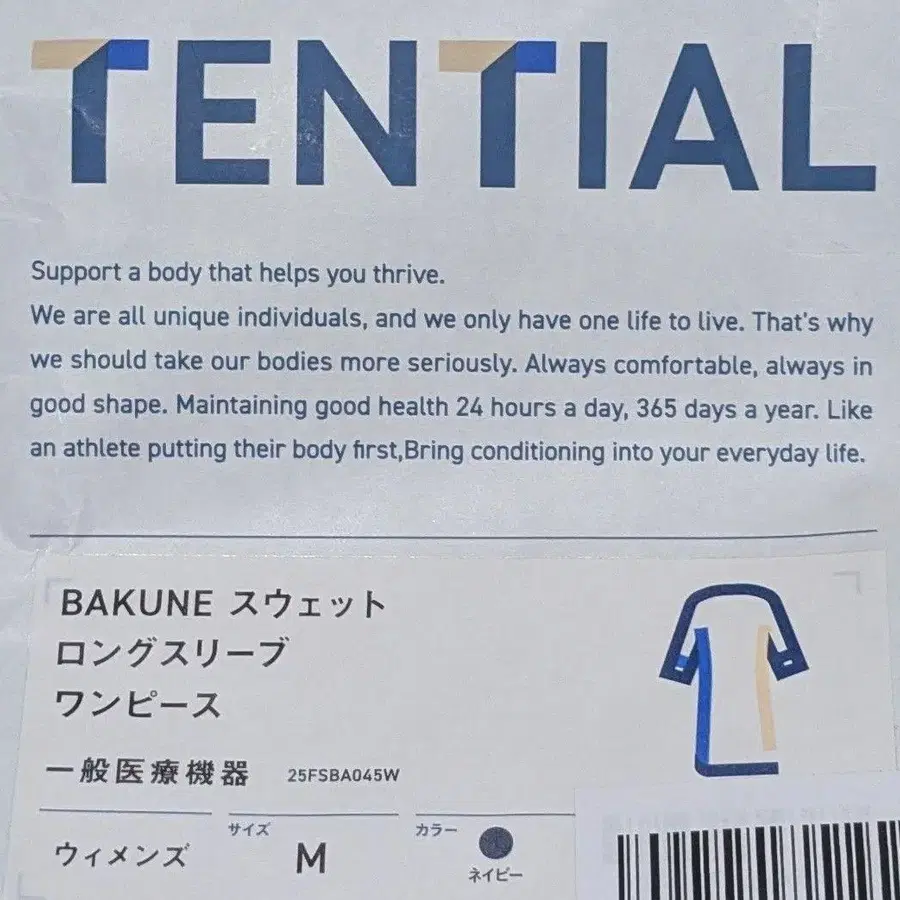 TENTIAL
Support a body that helps you thrive.
We are all unique individuals, and we only have one life to live. That's why
we should take our bodies more seriously. Always comfortable, always in
good shape. Maintaining good health 24 hours a day, 365 days a year. Like
an athlete putting their body first,Bring conditioning into your everyday life.
BAKUNE スウェット
ロングスリーブ
ワンピース
一般医療機器 25FSBA045W
ウィメンズ
サイズ
M
カラー
ネイビー